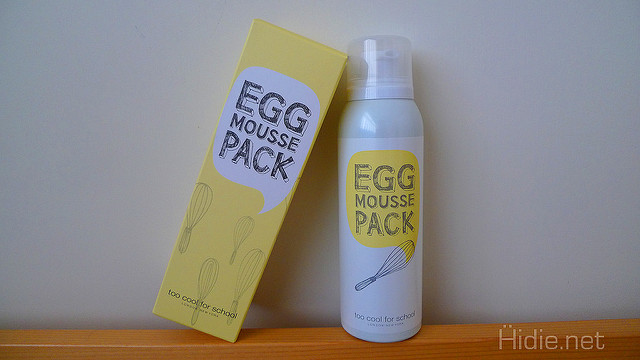 EGG
MOUSSE
PACK
too cool for school
EGG
MOUSSE
PACK
too cool for school
Hidie.net